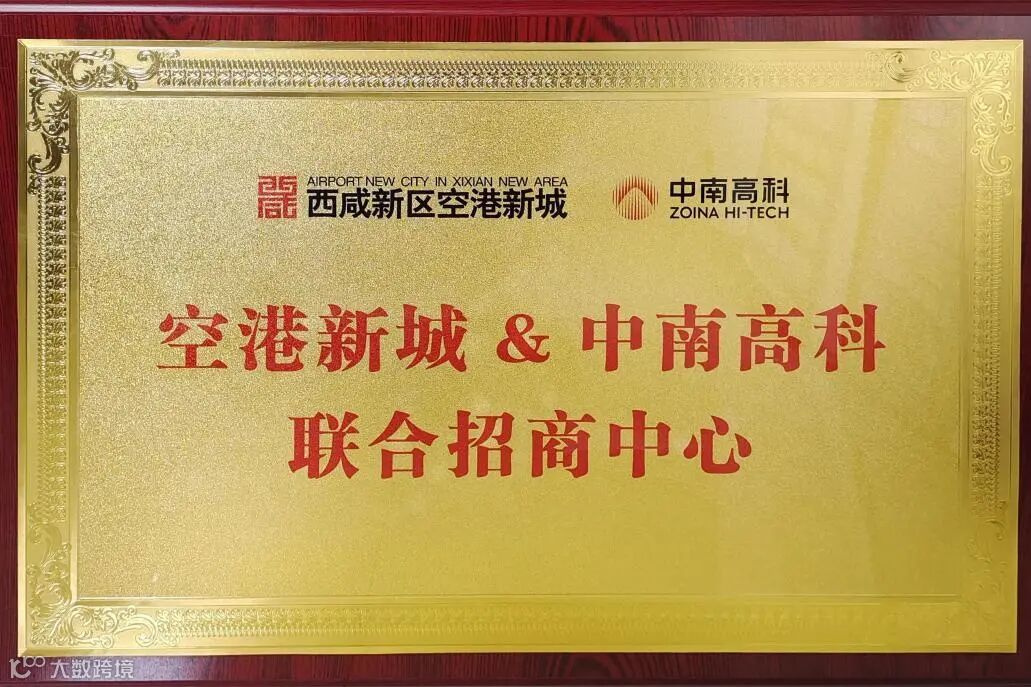 西咸
AIRPORT NEW CITY IN XIXIAN NEW AREA
西咸新区空港新城
中南高科
ZOINA HI-TECH
空港新城 & 中南高科
联合招商中心
大数跨境